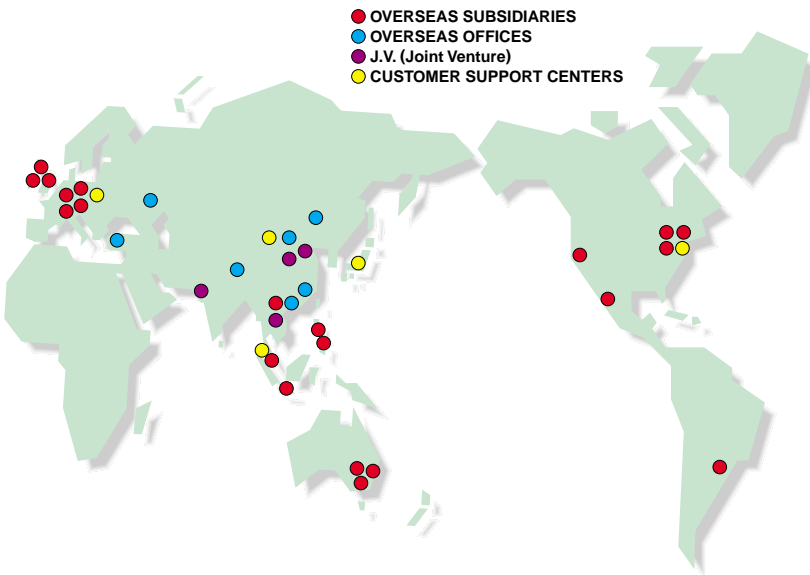 OVERSEAS SUBSIDIARIES
OVERSEAS OFFICES
J.V. (Joint Venture)
CUSTOMER SUPPORT CENTERS